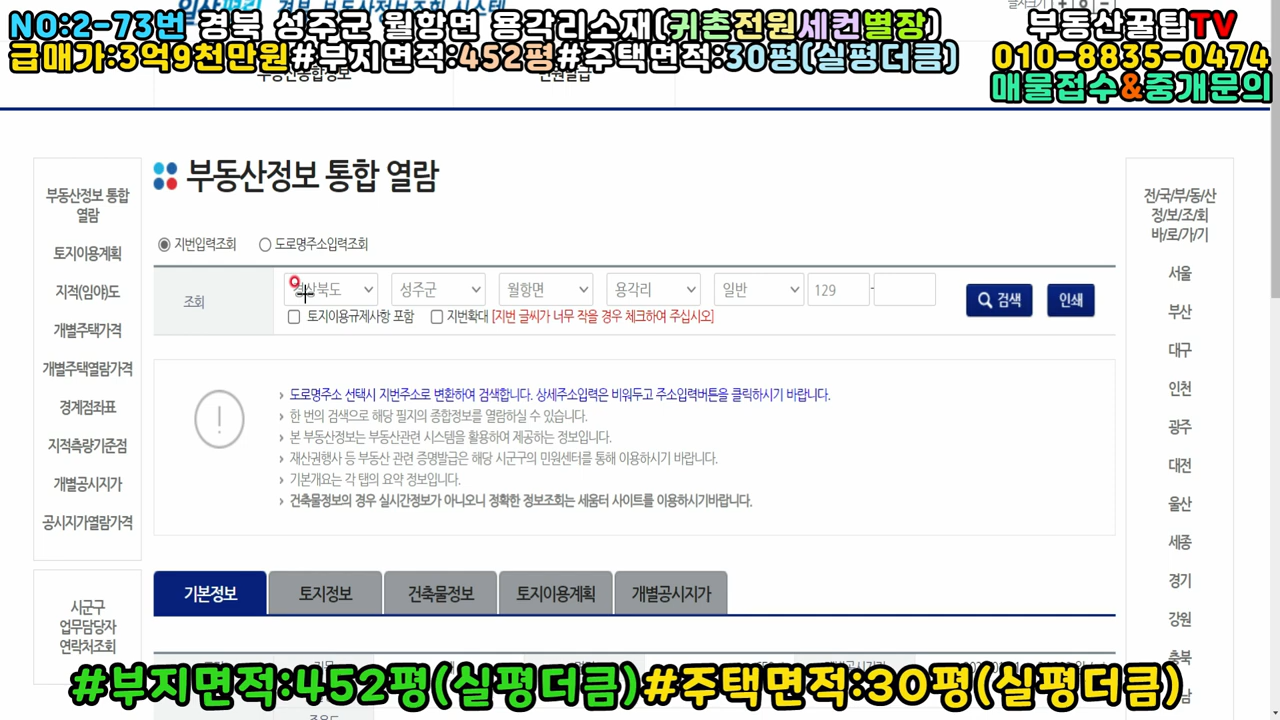 NO:2-73번 경북 성주군 월항면 용각리소재(귀촌전원세컨별장)
급매가:3억9천만원#부지면적:452평#주택면적:30평(실평더큼)
부동산꿀팁TV
010-8835-0474
매물접수&중개문의
부동산정보 통합 열람
토지이용계획
지적(임야)도
개별주택가격
개별주택열람가격
경계점좌표
지적측량기준점
개별공시지가
공시지가열람가격
시군구
업무담당자
연락처조회
부동산정보 통합 열람
지번입력조회 도로명주소입력조회
조회 경상북도 성주군 월항면 용각리 일반 129 - 검색 인쇄
토지이용규제사항 포함 지번확대 [지번 글씨가 너무 작을 경우 체크하여 주십시오]
› 도로명주소 선택시 지번주소로 변환하여 검색합니다. 상세주소입력은 비워두고 주소입력버튼을 클릭하시기 바랍니다.
› 한 번의 검색으로 해당 필지의 종합정보를 열람하실 수 있습니다.
› 본 부동산정보는 부동산관련 시스템을 활용하여 제공하는 정보입니다.
› 재산권행사 등 부동산 관련 증명발급은 해당 시군구의 민원센터를 통해 이용하시기 바랍니다.
› 기본개요는 각 탭의 요약 정보입니다.
› 건축물정보의 경우 실시간정보가 아니오니 정확한 정보조회는 세움터 사이트를 이용하시기바랍니다.
기본정보 토지정보 건축물정보 토지이용계획 개별공시지가
전/국/부/동/산
정/보/조/회
바/로/가/기
서울
부산
대구
인천
광주
대전
울산
세종
경기
강원
충북
#부지면적:452평(실평더큼)#주택면적:30평(실평더큼)